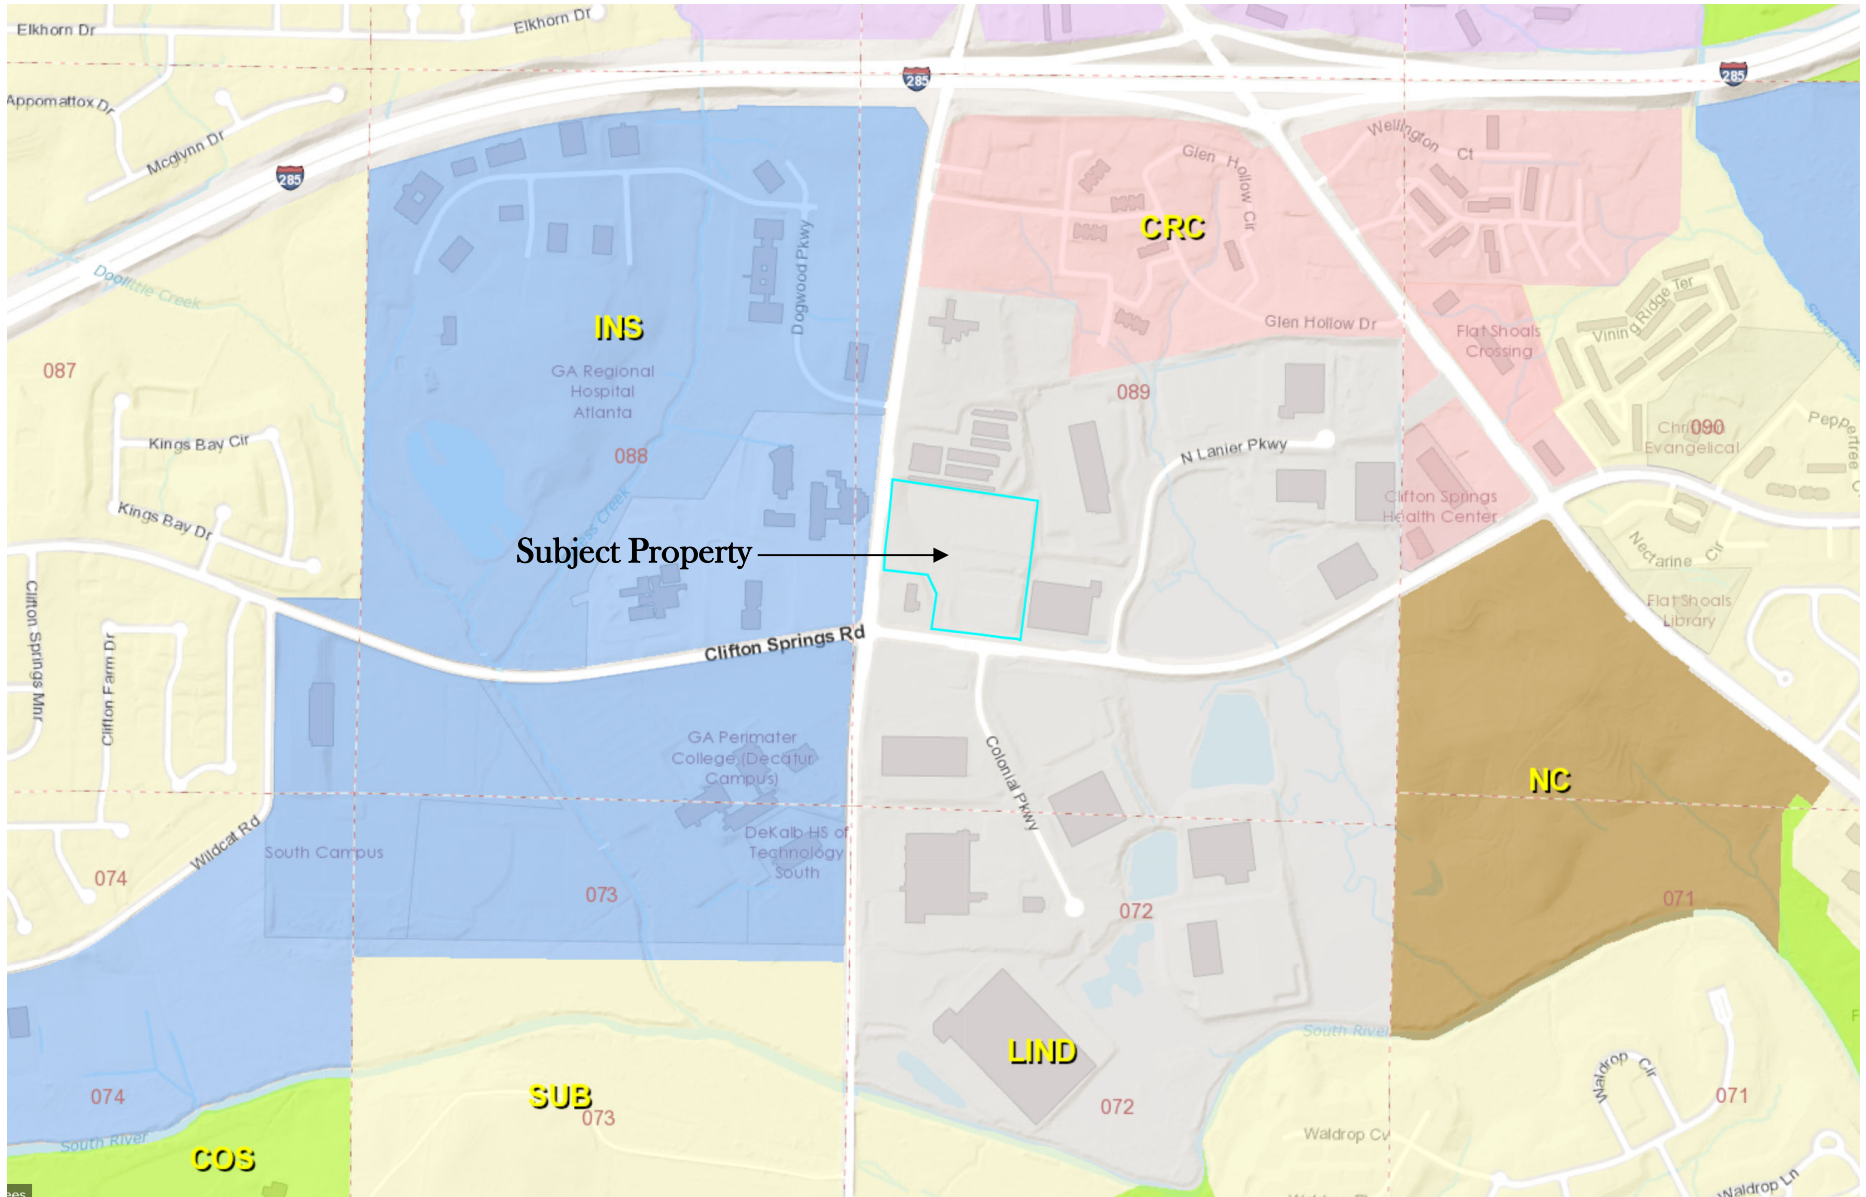 Elkhorn Dr
Elkhorn Dr
285
285
Appomattox Dr
Mcglynn Dr
285
Wellington Ct
Glen Hollow Cir
CRC
Dogwood Pkwy
Doolittle Creek
INS
GA Regional
Hospital
Atlanta
Glen Hollow Dr
Flat Shoals
Crossing
Vining Ridge Ter
087
089
088
Kings Bay Cir
N Lanier Pkwy
Christian
Evangelical
090
Peppertree
Kings Bay Dr
Clifton Springs
Health Center
Subject Property
Nectarine Cir
Flat Shoals
Library
Clifton Springs Mnr
Clifton Farm Dr
Clifton Springs Rd
GA Perimater
College (Decatur
Campus)
Colonial Pkwy
NC
DeKalb HS of
Technology
South
Wildcat Rd
South Campus
074
073
072
071
South River
LIND
SUB
073
074
072
071
Waldrop Cir
Waldrop Cv
South River
COS
Waldrop Ln